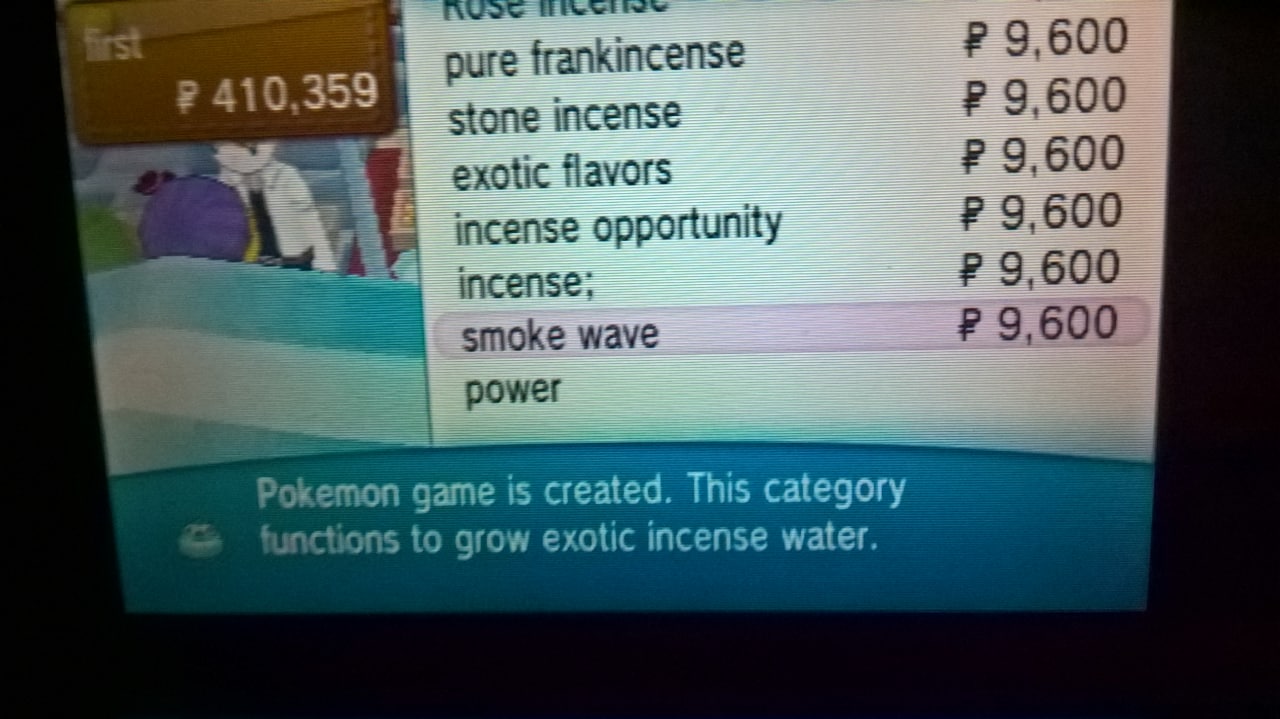 first
₽ 410,359
Rose incense
pure frankincense ₽ 9,600
stone incense ₽ 9,600
exotic flavors ₽ 9,600
incense opportunity ₽ 9,600
incense; ₽ 9,600
smoke wave ₽ 9,600
power
Pokemon game is created. This category
functions to grow exotic incense water.